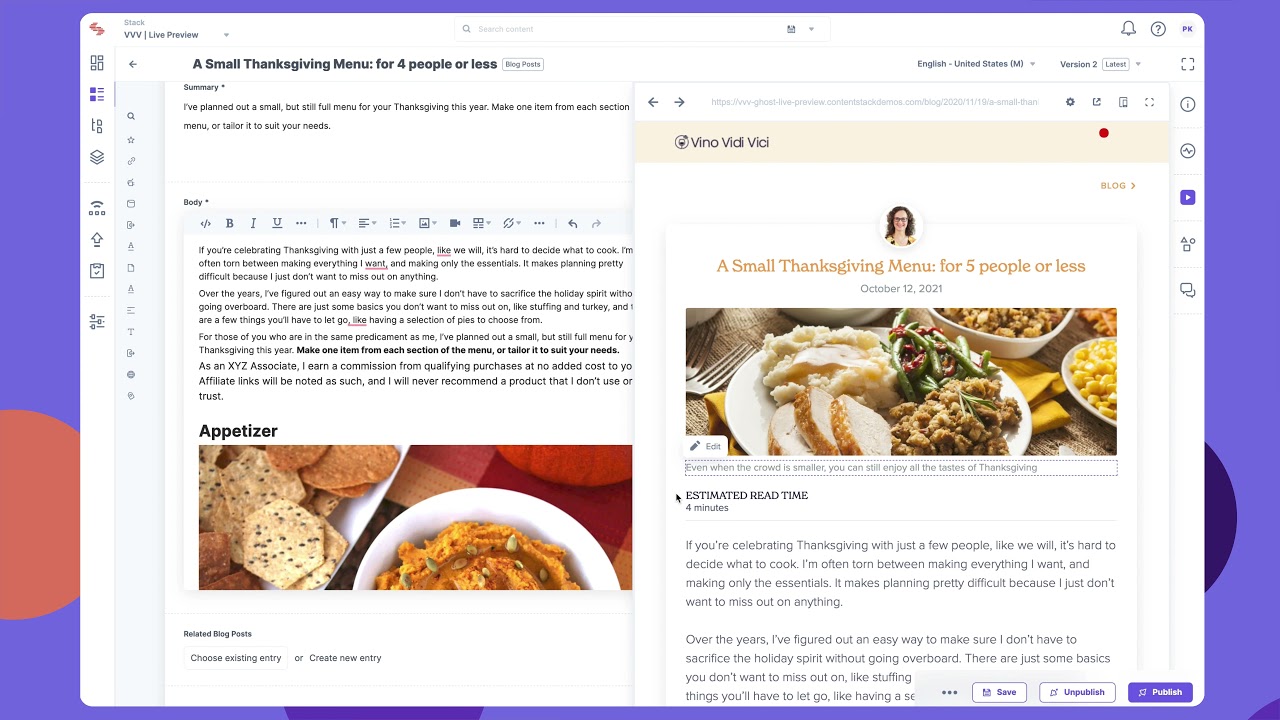 Stack
VVV | Live Preview
Search content
PK
A Small Thanksgiving Menu: for 4 people or less
Blog Posts
English - United States (M)
Version 2
Latest
Summary *
I've planned out a small, but still full menu for your Thanksgiving this year. Make one item from each section
menu, or tailor it to suit your needs.
Body *
If you're celebrating Thanksgiving with just a few people, like we will, it's hard to decide what to cook. I'm
often torn between making everything I want, and making only the essentials. It makes planning pretty
difficult because I just don't want to miss out on anything.
Over the years, I've figured out an easy way to make sure I don't have to sacrifice the holiday spirit witho
going overboard. There are just some basics you don't want to miss out on, like stuffing and turkey, and t
are a few things you'll have to let go, like having a selection of pies to choose from.
For those of you who are in the same predicament as me, I've planned out a small, but still full menu for y
Thanksgiving this year. Make one item from each section of the menu, or tailor it to suit your needs.
As an XYZ Associate, I earn a commission from qualifying purchases at no added cost to yo
Affiliate links will be noted as such, and I will never recommend a product that I don't use or
trust.
Appetizer
Related Blog Posts
Choose existing entry or Create new entry
https://vvv-ghost-live-preview.contentstackdemos.com/blog/2020/11/19/a-small-than
Vino Vidi Vici
BLOG
A Small Thanksgiving Menu: for 5 people or less
October 12, 2021
Edit
Even when the crowd is smaller, you can still enjoy all the tastes of Thanksgiving
ESTIMATED READ TIME
4 minutes
If you're celebrating Thanksgiving with just a few people, like we will, it's hard to
decide what to cook. I'm often torn between making everything I want, and
making only the essentials. It makes planning pretty difficult because I just don't
want to miss out on anything.
Over the years, I've figured out an easy way to make sure I don't have to
sacrifice the holiday spirit without going overboard. There are just some basics
you don't want to miss out on, like stuffing
things you'll have to let go, like having a se
Save
Unpublish
Publish